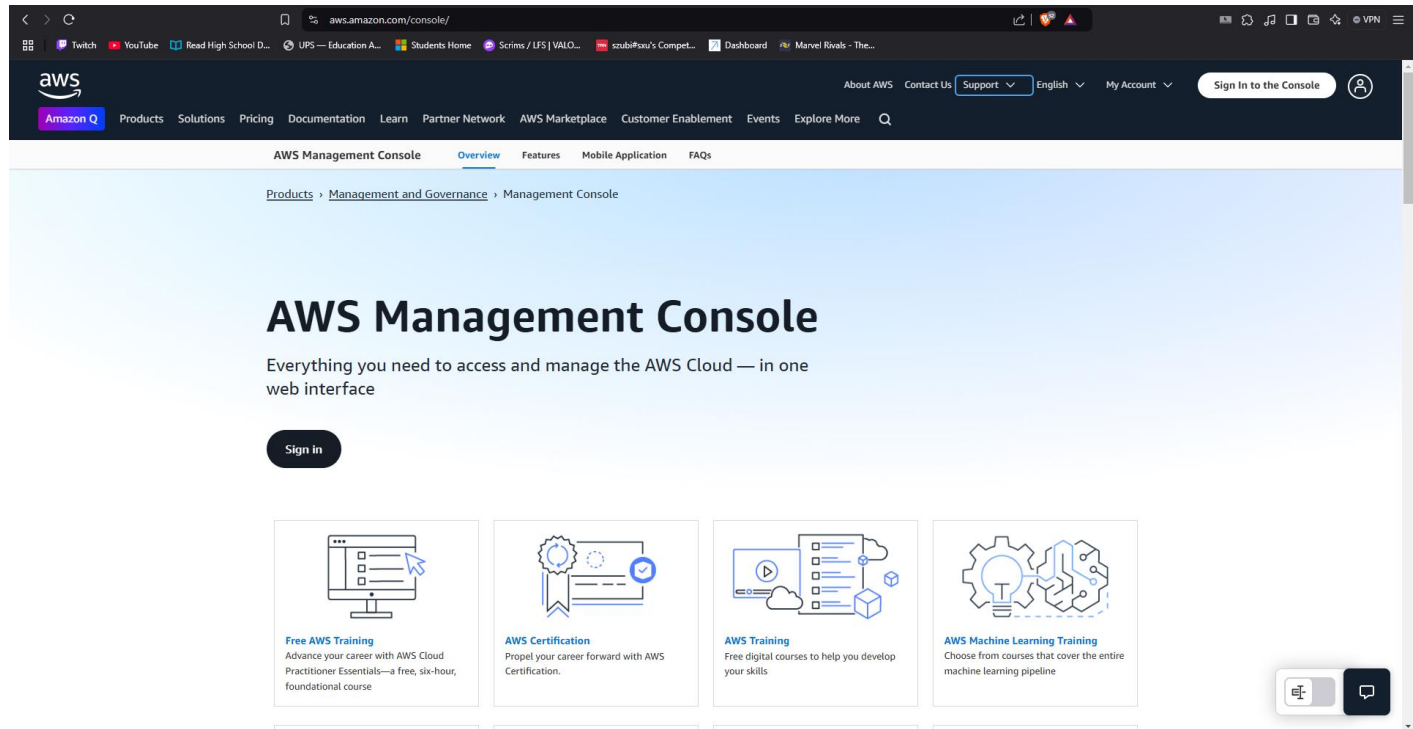 aws.amazon.com/console/
VPN
Twitch
YouTube
Read High School D...
UPS — Education A...
Students Home
Scrims / LFS | VALO...
szubi#sxu's Compet...
Dashboard
Marvel Rivals - The...
aws
About AWS
Contact Us
Support
English
My Account
Sign In to the Console
Amazon Q
Products
Solutions
Pricing
Documentation
Learn
Partner Network
AWS Marketplace
Customer Enablement
Events
Explore More
AWS Management Console
Overview
Features
Mobile Application
FAQs
Products › Management and Governance › Management Console
AWS Management Console
Everything you need to access and manage the AWS Cloud — in one
web interface
Sign in
Free AWS Training
Advance your career with AWS Cloud
Practitioner Essentials—a free, six-hour,
foundational course
AWS Certification
Propel your career forward with AWS
Certification.
AWS Training
Free digital courses to help you develop
your skills
AWS Machine Learning Training
Choose from courses that cover the entire
machine learning pipeline